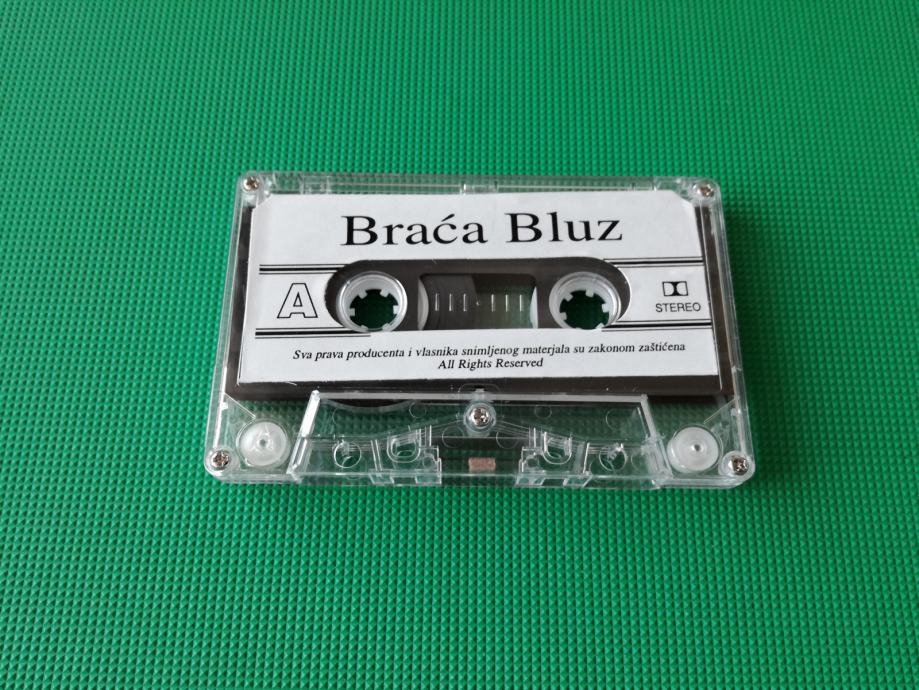 Braća Bluz
A
STEREO
Sva prava producenta i vlasnika snimljenog materjala su zakonom zaštićena
All Rights Reserved